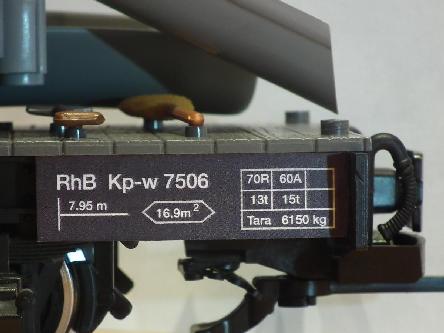 RhB Kp-w 7506
7.95 m 16.9m²
70R 60A
13t 15t
Tara 6150 kg